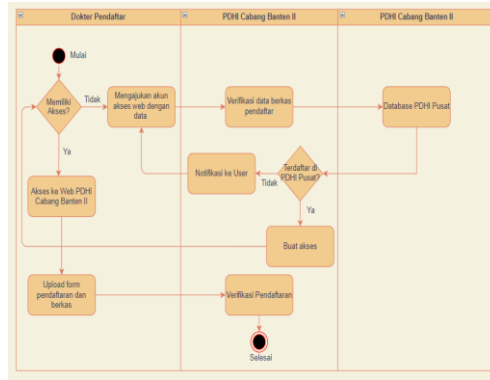 Dokter Pendaftar
PDHI Cabang Banten II
PDHI Cabang Banten II
Mulai
Memiliki
Akses?
Tidak
Mengajukan akun
akses web dengan
data
Verifikasi data berkas
pendaftar
Database PDHI Pusat
Ya
Notifikasi ke User
Tidak
Terdaftar di
PDHI Pusat?
Akses ke Web PDHI
Cabang Banten II
Ya
Buat akses
Upload form
pendaftaran dan
berkas
Verifikasi Pendaftaran
Selesai